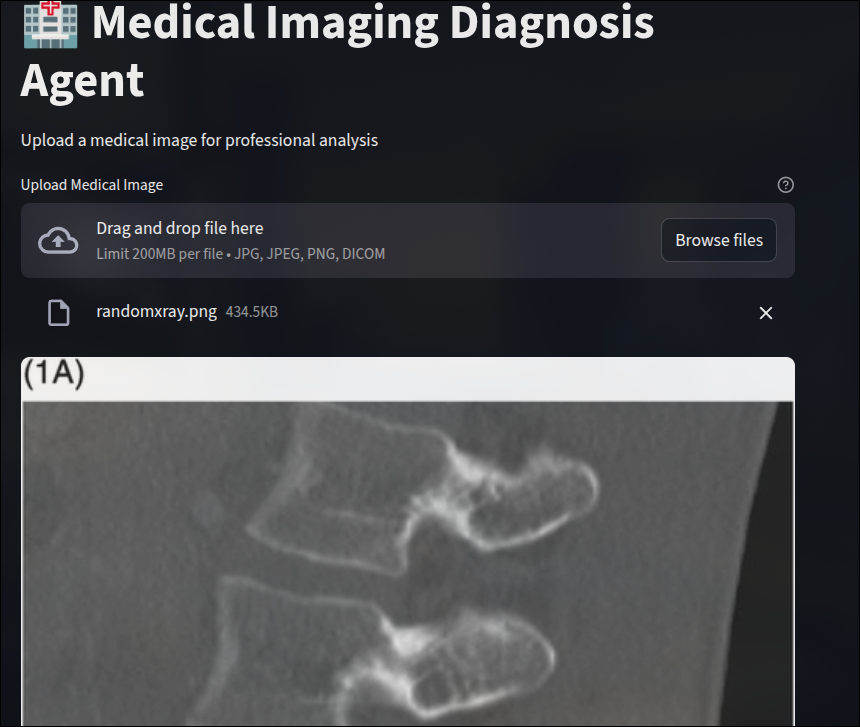 Medical Imaging Diagnosis
Agent
Upload a medical image for professional analysis
Upload Medical Image
Drag and drop file here
Limit 200MB per file • JPG, JPEG, PNG, DICOM
Browse files
randomxray.png 434.5KB
(1A)